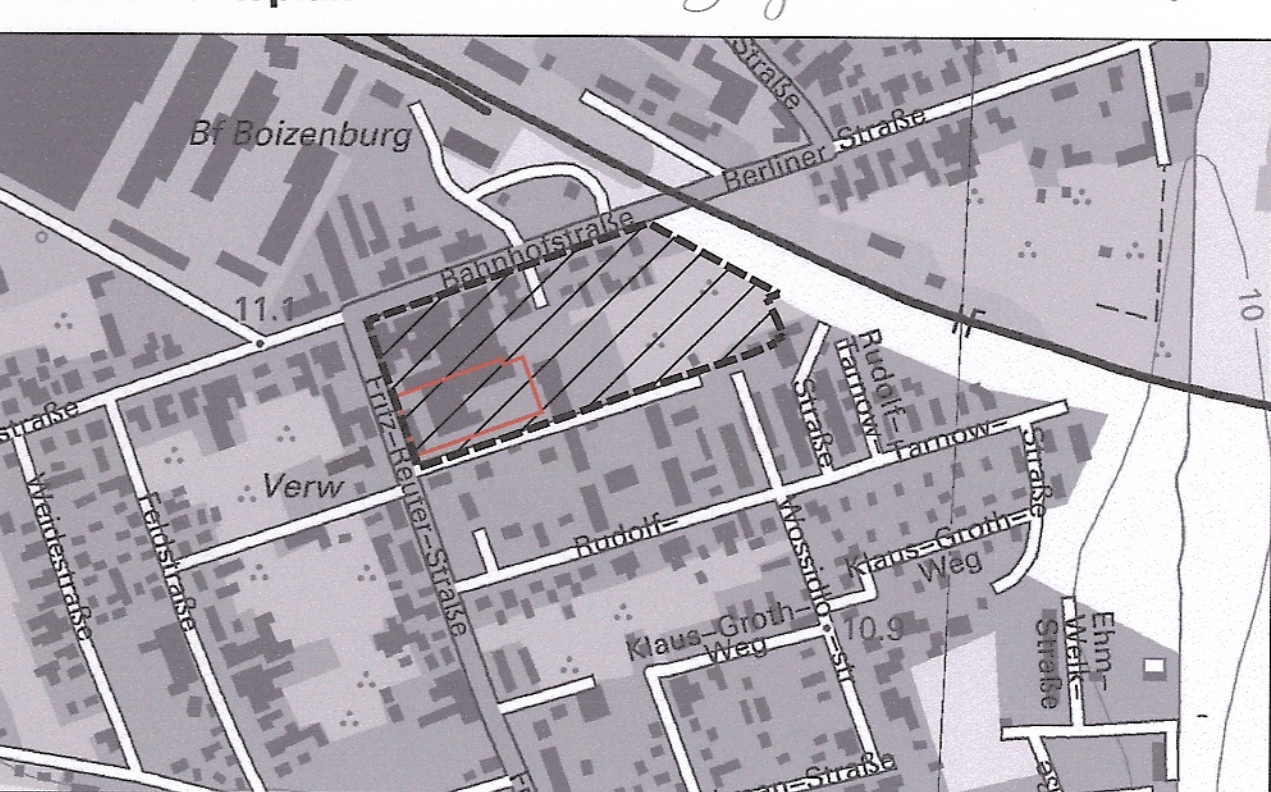 Straße
Bf Boizenburg
Berliner Straße
Bahnhofstraße
11.1
10
Rudolf-
Tarnow-
Straße
Fritz-Reuter-Straße
straße
Tarnow-
Straße
Verw
Weidestraße
Feldstraße
Rudolf-
Wossidlo-str
Klaus-Groth-
Weg
Klaus-Groth-
Weg
10.9
Ehm-
Welk-
Straße